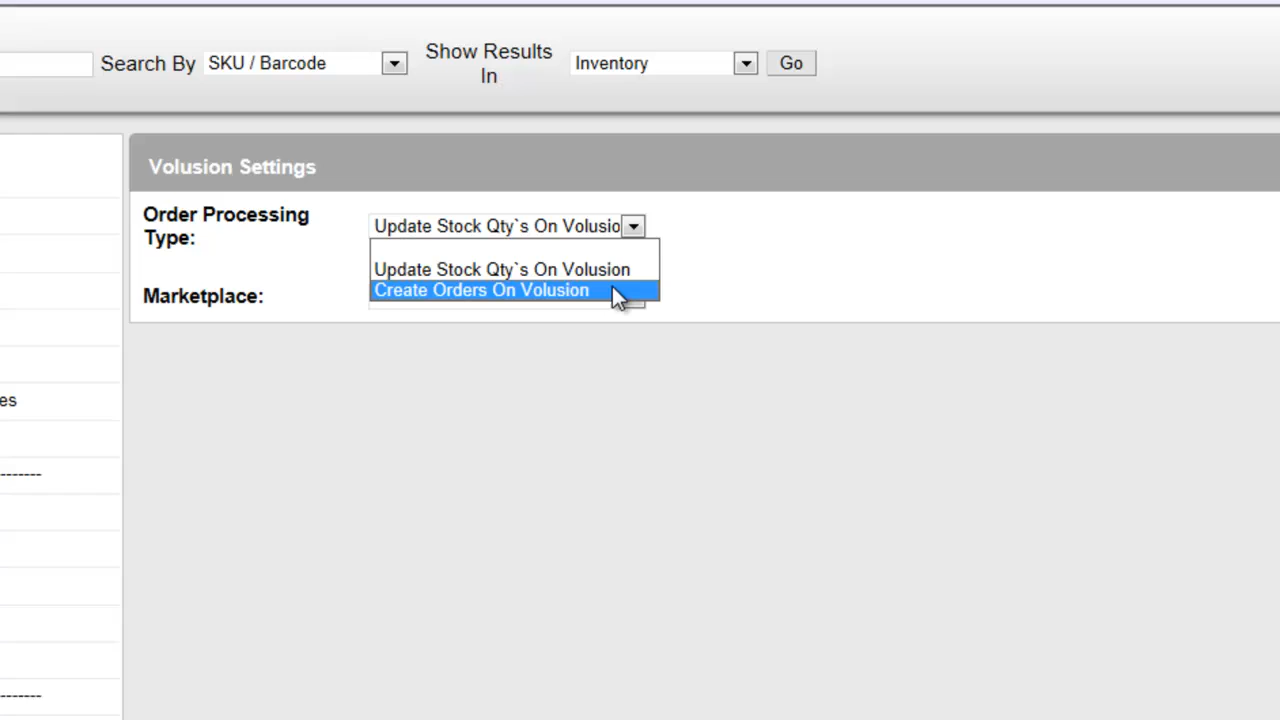 Show Results
Search By SKU / Barcode Inventory Go
In
Volusion Settings
Order Processing
Type:
Update Stock Qty`s On Volusio
Update Stock Qty`s On Volusion
Create Orders On Volusion
Marketplace:
es
-------
-------